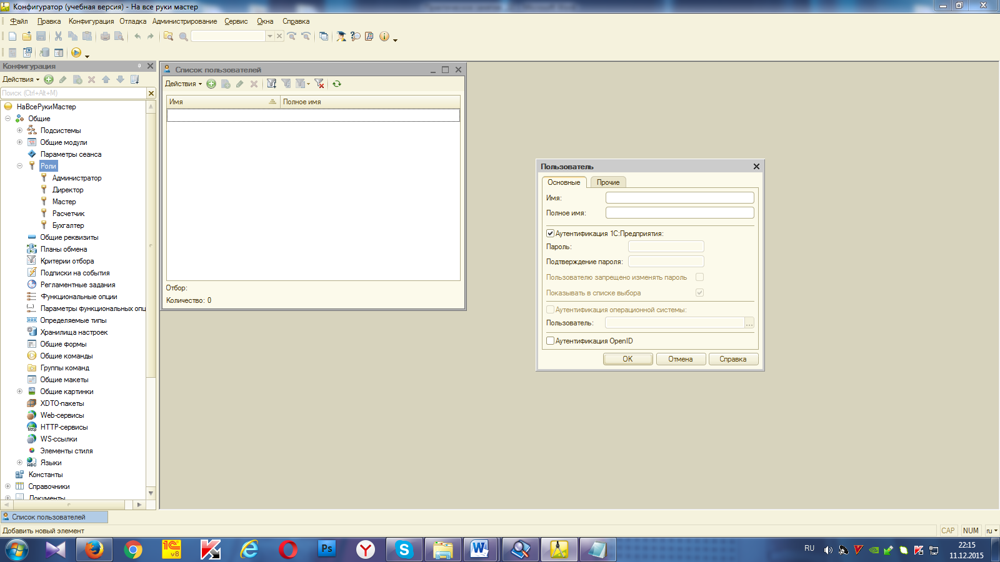 Конфигуратор (учебная версия) - На все руки мастер
Файл Правка Конфигурация Отладка Администрирование Сервис Окна Справка
Конфигурация
Действия
Поиск (Ctrl+Alt+M)
НаВсеРукиМастер
Общие
Подсистемы
Общие модули
Параметры сеанса
Роли
Администратор
Директор
Мастер
Расчетчик
Бухгалтер
Общие реквизиты
Планы обмена
Критерии отбора
Подписки на события
Регламентные задания
Функциональные опции
Параметры функциональных опц
Определяемые типы
Хранилища настроек
Общие формы
Общие команды
Группы команд
Общие макеты
Общие картинки
XDTO-пакеты
Web-сервисы
HTTP-сервисы
WS-ссылки
Элементы стиля
Языки
Константы
Справочники
Документы
Список пользователей
Действия
Имя Полное имя
Отбор:
Количество: 0
Пользователь
Основные Прочие
Имя:
Полное имя:
Аутентификация 1С:Предприятия:
Пароль:
Подтверждение пароля:
Пользователю запрещено изменять пароль
Показывать в списке выбора
Аутентификация операционной системы:
Пользователь: ...
Аутентификация OpenID
OK Отмена Справка
Список пользователей
Добавить новый элемент CAP NUM ru
1С v8 Ps
RU 22:15
11.12.2015